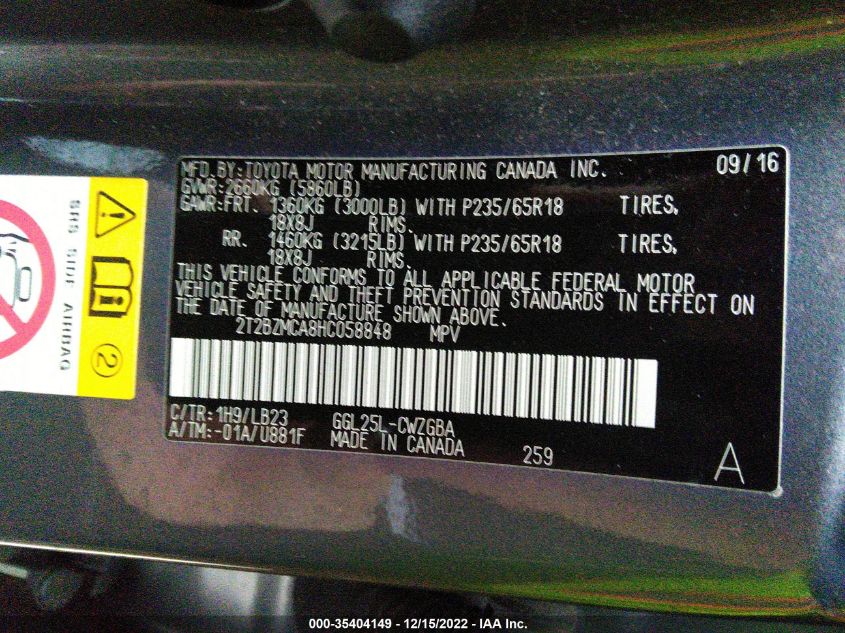 MFD. BY: TOYOTA MOTOR MANUFACTURING CANADA INC. 09/16
GVWR: 2660KG (5860LB)
GAWR: FRT. 1360KG (3000LB) WITH P235/65R18 TIRES,
18X8J RIMS.
RR. 1460KG (3215LB) WITH P235/65R18 TIRES,
18X8J RIMS.
THIS VEHICLE CONFORMS TO ALL APPLICABLE FEDERAL MOTOR
VEHICLE SAFETY AND THEFT PREVENTION STANDARDS IN EFFECT ON
THE DATE OF MANUFACTURE SHOWN ABOVE.
2T2BZMCA8HC058848 MPV
C/TR: 1H9/LB23 GGL25L-CWZGBA
A/TM: -01A/U881F MADE IN CANADA 259
A
SRS SIDE AIRBAG
2
000-35404149 - 12/15/2022 - IAA Inc.